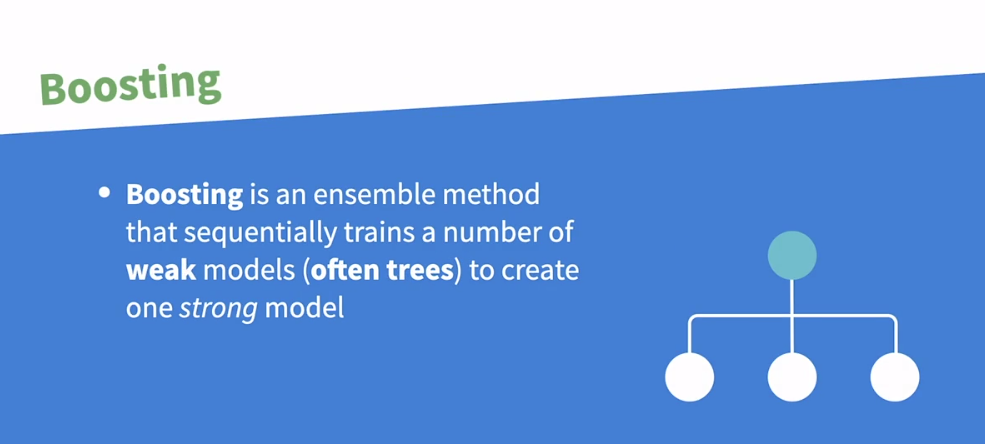 Boosting
Boosting is an ensemble method
that sequentially trains a number of
weak models (often trees) to create
one strong model